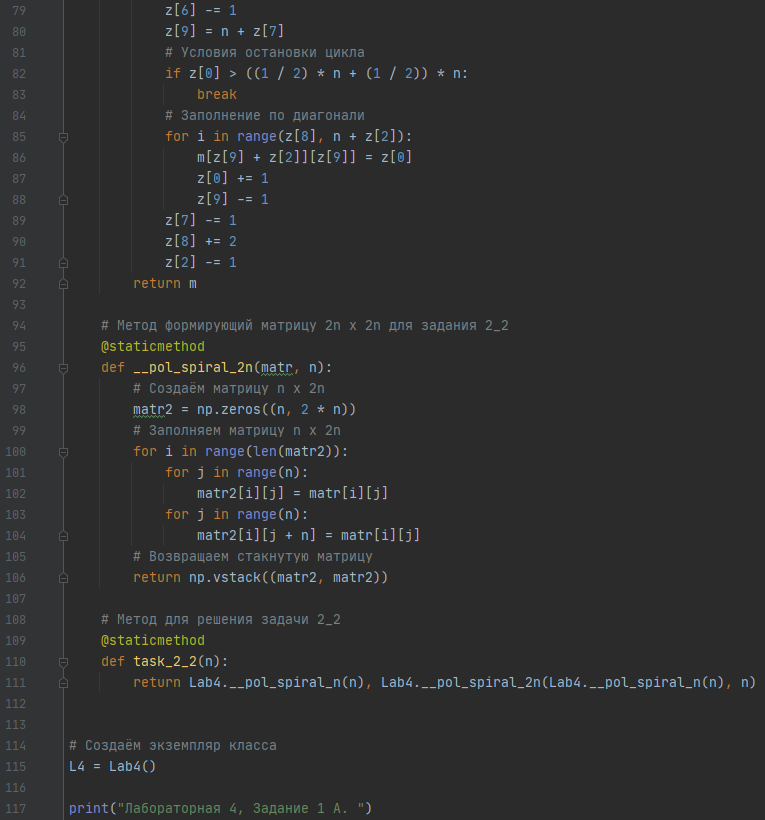 79            z[6] -= 1
80            z[9] = n + z[7]
81            # Условия остановки цикла
82            if z[0] > ((1 / 2) * n + (1 / 2)) * n:
83                break
84            # Заполнение по диагонали
85            for i in range(z[8], n + z[2]):
86                m[z[9] + z[2]][z[9]] = z[0]
87                z[0] += 1
88                z[9] -= 1
89            z[7] -= 1
90            z[8] += 2
91            z[2] -= 1
92        return m
93
94    # Метод формирующий матрицу 2n x 2n для задания 2_2
95    @staticmethod
96    def __pol_spiral_2n(matr, n):
97        # Создаём матрицу n x 2n
98        matr2 = np.zeros((n, 2 * n))
99        # Заполняем матрицу n x 2n
100        for i in range(len(matr2)):
101            for j in range(n):
102                matr2[i][j] = matr[i][j]
103            for j in range(n):
104                matr2[i][j + n] = matr[i][j]
105        # Возвращаем стакнутую матрицу
106        return np.vstack((matr2, matr2))
107
108    # Метод для решения задачи 2_2
109    @staticmethod
110    def task_2_2(n):
111        return Lab4.__pol_spiral_n(n), Lab4.__pol_spiral_2n(Lab4.__pol_spiral_n(n), n)
112
113
114 # Создаём экземпляр класса
115 L4 = Lab4()
116
117 print("Лабораторная 4, Задание 1 А. ")